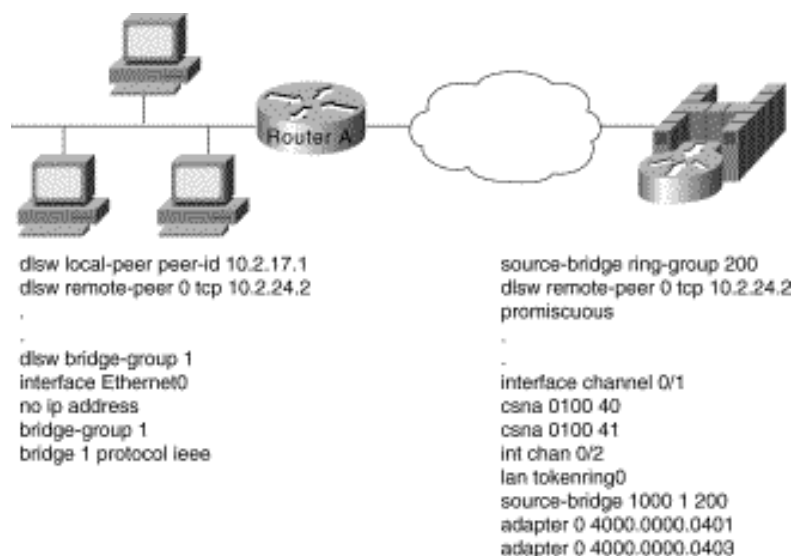 Router A
dlsw local-peer peer-id 10.2.17.1
dlsw remote-peer 0 tcp 10.2.24.2
.
.
dlsw bridge-group 1
interface Ethernet0
no ip address
bridge-group 1
bridge 1 protocol ieee
source-bridge ring-group 200
dlsw remote-peer 0 tcp 10.2.24.2
promiscuous
.
.
interface channel 0/1
csna 0100 40
csna 0100 41
int chan 0/2
lan tokenring0
source-bridge 1000 1 200
adapter 0 4000.0000.0401
adapter 0 4000.0000.0403